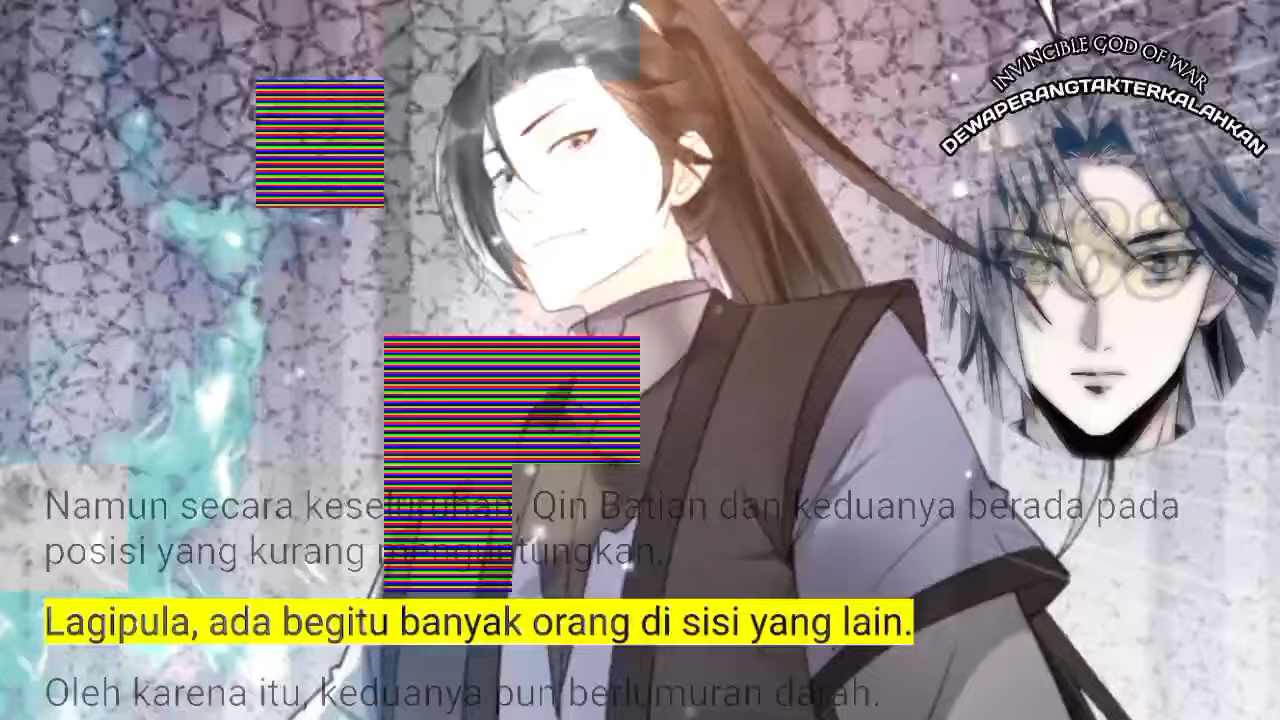 INVINCIBLE GOD OF WAR
DEWAPERANGTAKTERKALAHKAN
Namun secara keseluruhan, Qin Batian dan keduanya berada pada
posisi yang kurang menguntungkan.
Lagipula, ada begitu banyak orang di sisi yang lain.
Oleh karena itu, keduanya pun berlumuran darah.